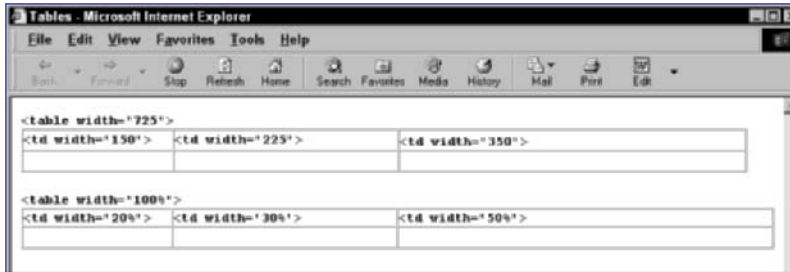 Tables - Microsoft Internet Explorer
File Edit View Favorites Tools Help
Back Forward Stop Refresh Home Search Favorites Media History Mail Print Edit
<table width="725">
<td width="150"> <td width="225"> <td width="350">
<table width="100%">
<td width="20%"> <td width="30%"> <td width="50%">